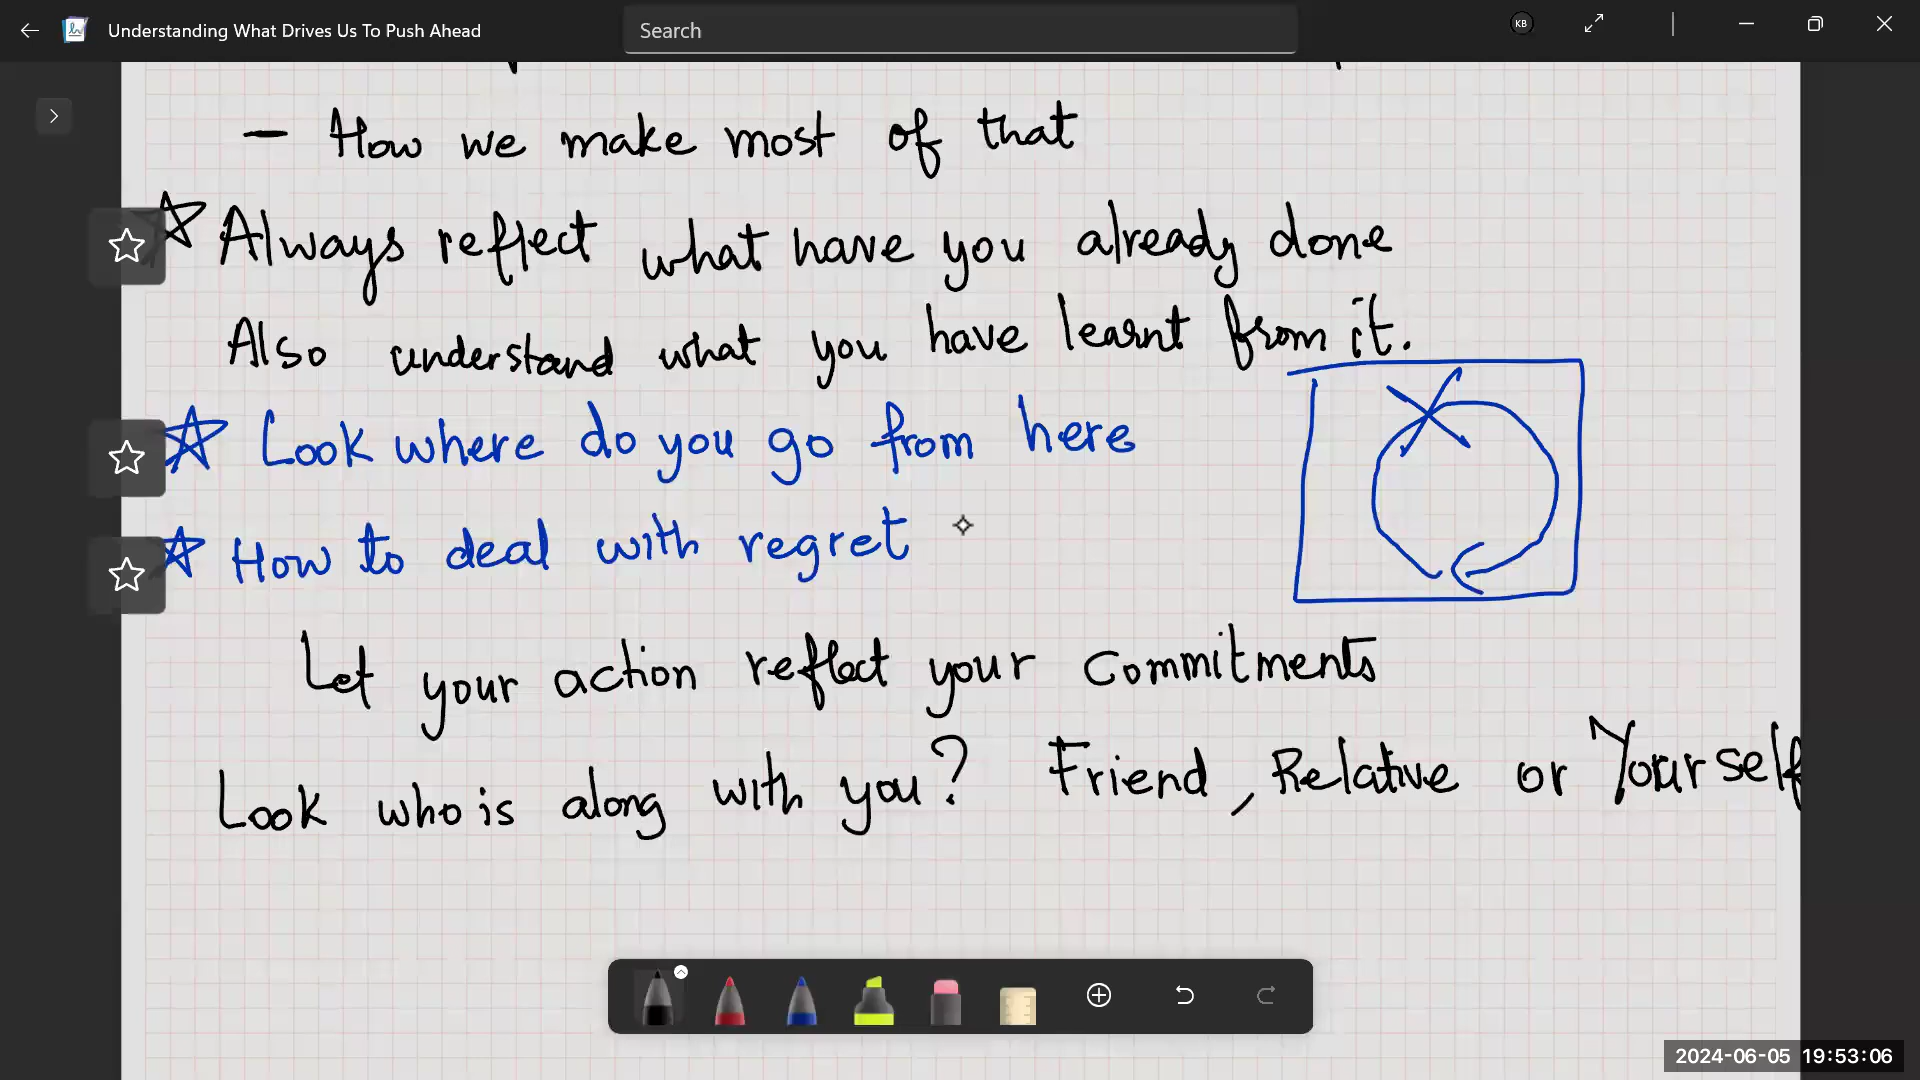 Understanding What Drives Us To Push Ahead
Search
KB
- How we make most of that
Always reflect what have you already done
Also understand what you have learnt from it.
Look where do you go from here
How to deal with regret
Let your action reflect your commitments
Look who is along with you? Friend, Relative or Yourself
2024-06-05 19:53:06